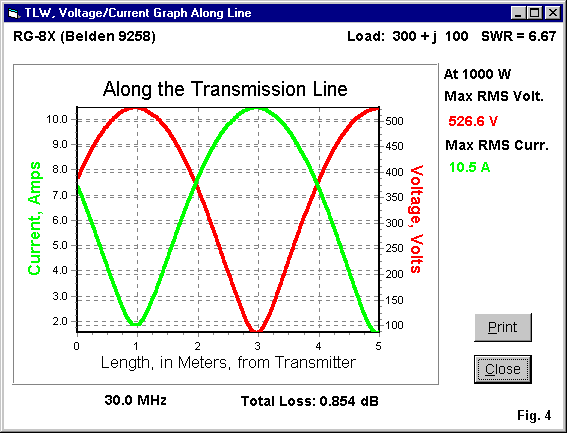 TLW, Voltage/Current Graph Along Line
RG-8X (Belden 9258) Load: 300 + j 100 SWR = 6.67
Along the Transmission Line
At 1000 W
Max RMS Volt.
526.6 V
Max RMS Curr.
10.5 A
Current, Amps
10.0
9.0
8.0
7.0
6.0
5.0
4.0
3.0
2.0
Voltage, Volts
500
450
400
350
300
250
200
150
100
0 1 2 3 4 5
Length, in Meters, from Transmitter
Print
Close
30.0 MHz Total Loss: 0.854 dB
Fig. 4